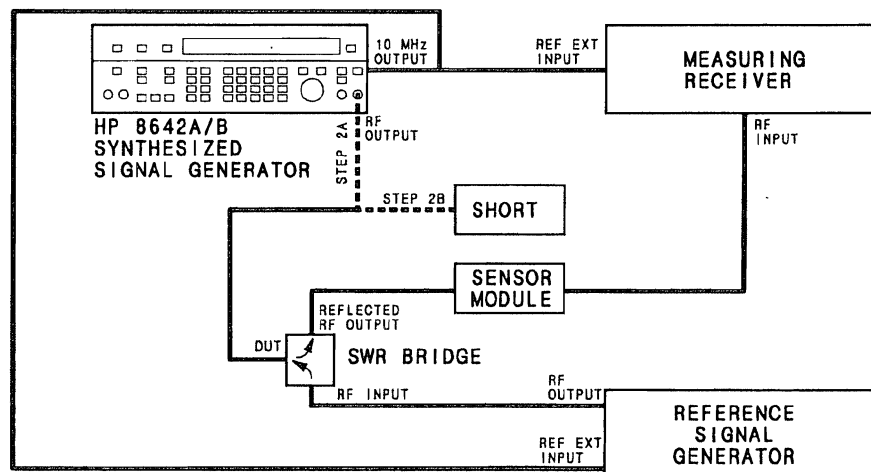 10 MHz
OUTPUT
REF EXT
INPUT
MEASURING
RECEIVER
HP 8642A/B
SYNTHESIZED
SIGNAL GENERATOR
STEP 2A
RF
OUTPUT
RF
INPUT
STEP 2B
SHORT
SENSOR
MODULE
REFLECTED
RF OUTPUT
DUT
SWR BRIDGE
RF INPUT
RF
OUTPUT
REF EXT
INPUT
REFERENCE
SIGNAL
GENERATOR